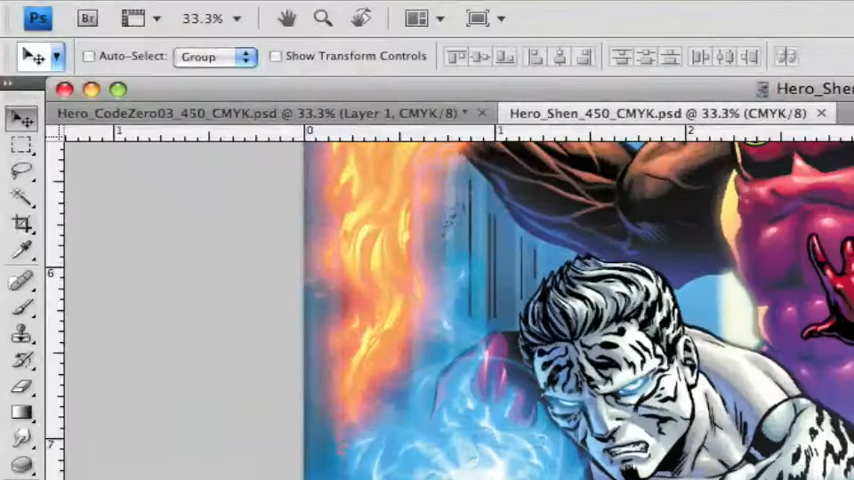 Ps Br 33.3%
Auto-Select: Group Show Transform Controls
Hero_Shen
Hero_CodeZero03_450_CMYK.psd @ 33.3% (Layer 1, CMYK/8) * Hero_Shen_450_CMYK.psd @ 33.3% (CMYK/8)
1 0 1 2
6
7